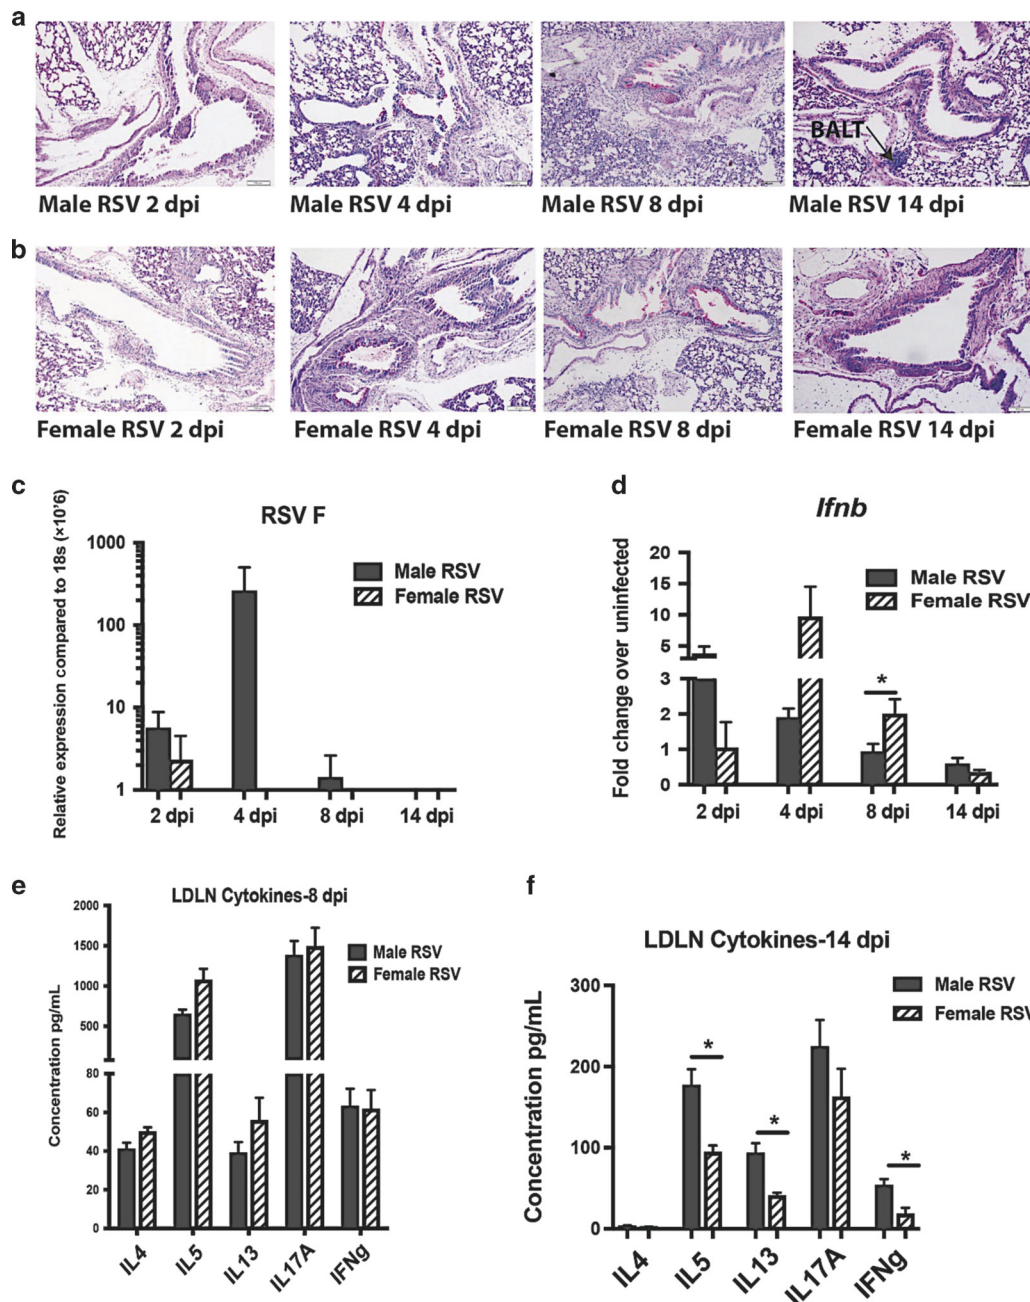 a
BALT
Male RSV 2 dpi
Male RSV 4 dpi
Male RSV 8 dpi
Male RSV 14 dpi
b
Female RSV 2 dpi
Female RSV 4 dpi
Female RSV 8 dpi
Female RSV 14 dpi
c
RSV F
Relative expression compared to 18s (×10'6)
1000
100
10
1
Male RSV
Female RSV
2 dpi
4 dpi
8 dpi
14 dpi
d
Ifnb
Fold change over uninfected
20
15
10
5
3
2
1
0
Male RSV
Female RSV
*
2 dpi
4 dpi
8 dpi
14 dpi
e
LDLN Cytokines-8 dpi
Concentration pg/mL
2000
1500
1000
500
80
60
40
20
0
Male RSV
Female RSV
IL4
IL5
IL13
IL17A
IFNg
f
LDLN Cytokines-14 dpi
Concentration pg/mL
300
200
100
0
Male RSV
Female RSV
*
*
*
IL4
IL5
IL13
IL17A
IFNg